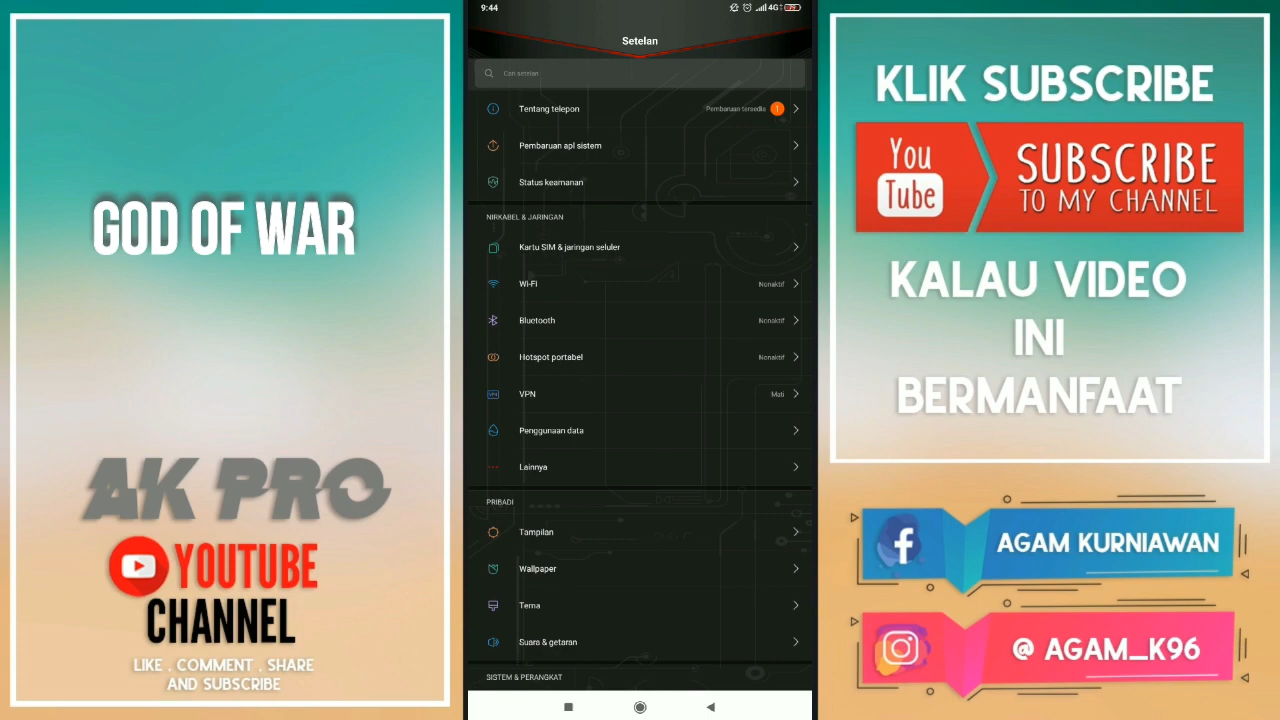 GOD OF WAR
AK PRO
YOUTUBE
CHANNEL
LIKE . COMMENT . SHARE
AND SUBSCRIBE
9:44
4G
79
Setelan
Cari setelan
Tentang telepon
Pembaruan tersedia
1
Pembaruan apl sistem
Status keamanan
NIRKABEL & JARINGAN
Kartu SIM & jaringan seluler
Wi-Fi
Nonaktif
Bluetooth
Nonaktif
Hotspot portabel
Nonaktif
VPN
VPN
Mati
Penggunaan data
Lainnya
PRIBADI
Tampilan
Wallpaper
Tema
Suara & getaran
SISTEM & PERANGKAT
KLIK SUBSCRIBE
You
Tube
SUBSCRIBE
TO MY CHANNEL
KALAU VIDEO
INI
BERMANFAAT
f
AGAM KURNIAWAN
@ AGAM_K96